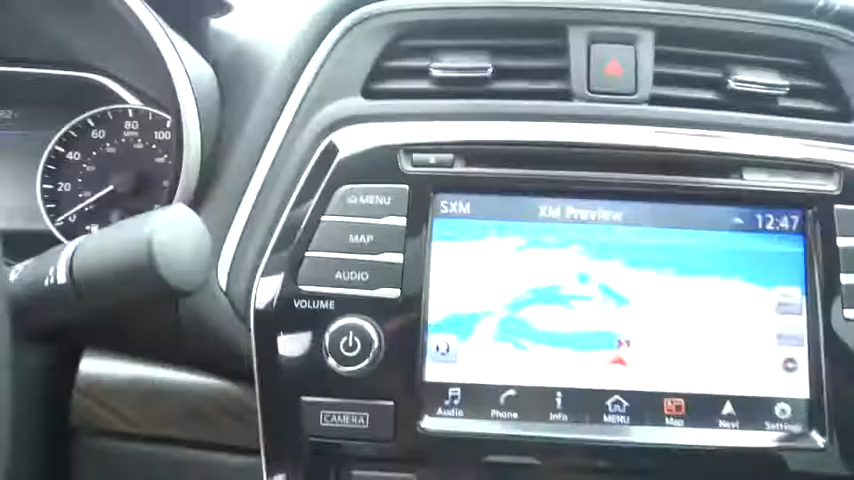 80
60
100
40
20
0
MENU
MAP
AUDIO
VOLUME
CAMERA
SXM
XM Preview
12:47
Audio
Phone
Info
MENU
Map
Navi
Settings